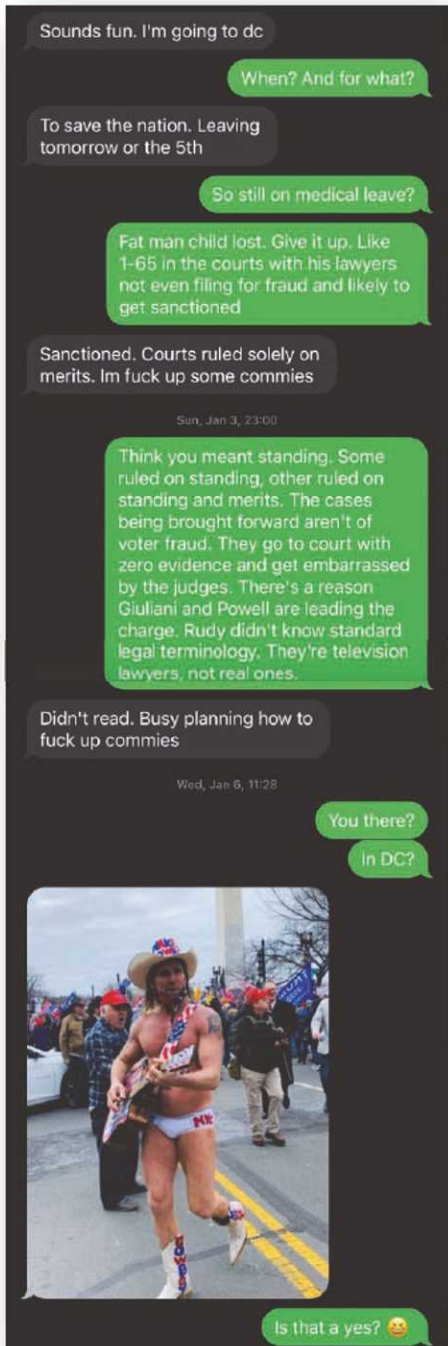 Sounds fun. I'm going to dc
When? And for what?
To save the nation. Leaving
tomorrow or the 5th
So still on medical leave?
Fat man child lost. Give it up. Like
1-65 in the courts with his lawyers
not even filing for fraud and likely to
get sanctioned
Sanctioned. Courts ruled solely on
merits. Im fuck up some commies
Sun, Jan 3, 23:00
Think you meant standing. Some
ruled on standing, other ruled on
standing and merits. The cases
being brought forward aren't of
voter fraud. They go to court with
zero evidence and get embarrassed
by the judges. There's a reason
Giuliani and Powell are leading the
charge. Rudy didn't know standard
legal terminology. They're television
lawyers, not real ones.
Didn't read. Busy planning how to
fuck up commies
Wed, Jan 6, 11:28
You there?
In DC?
Is that a yes? 😆